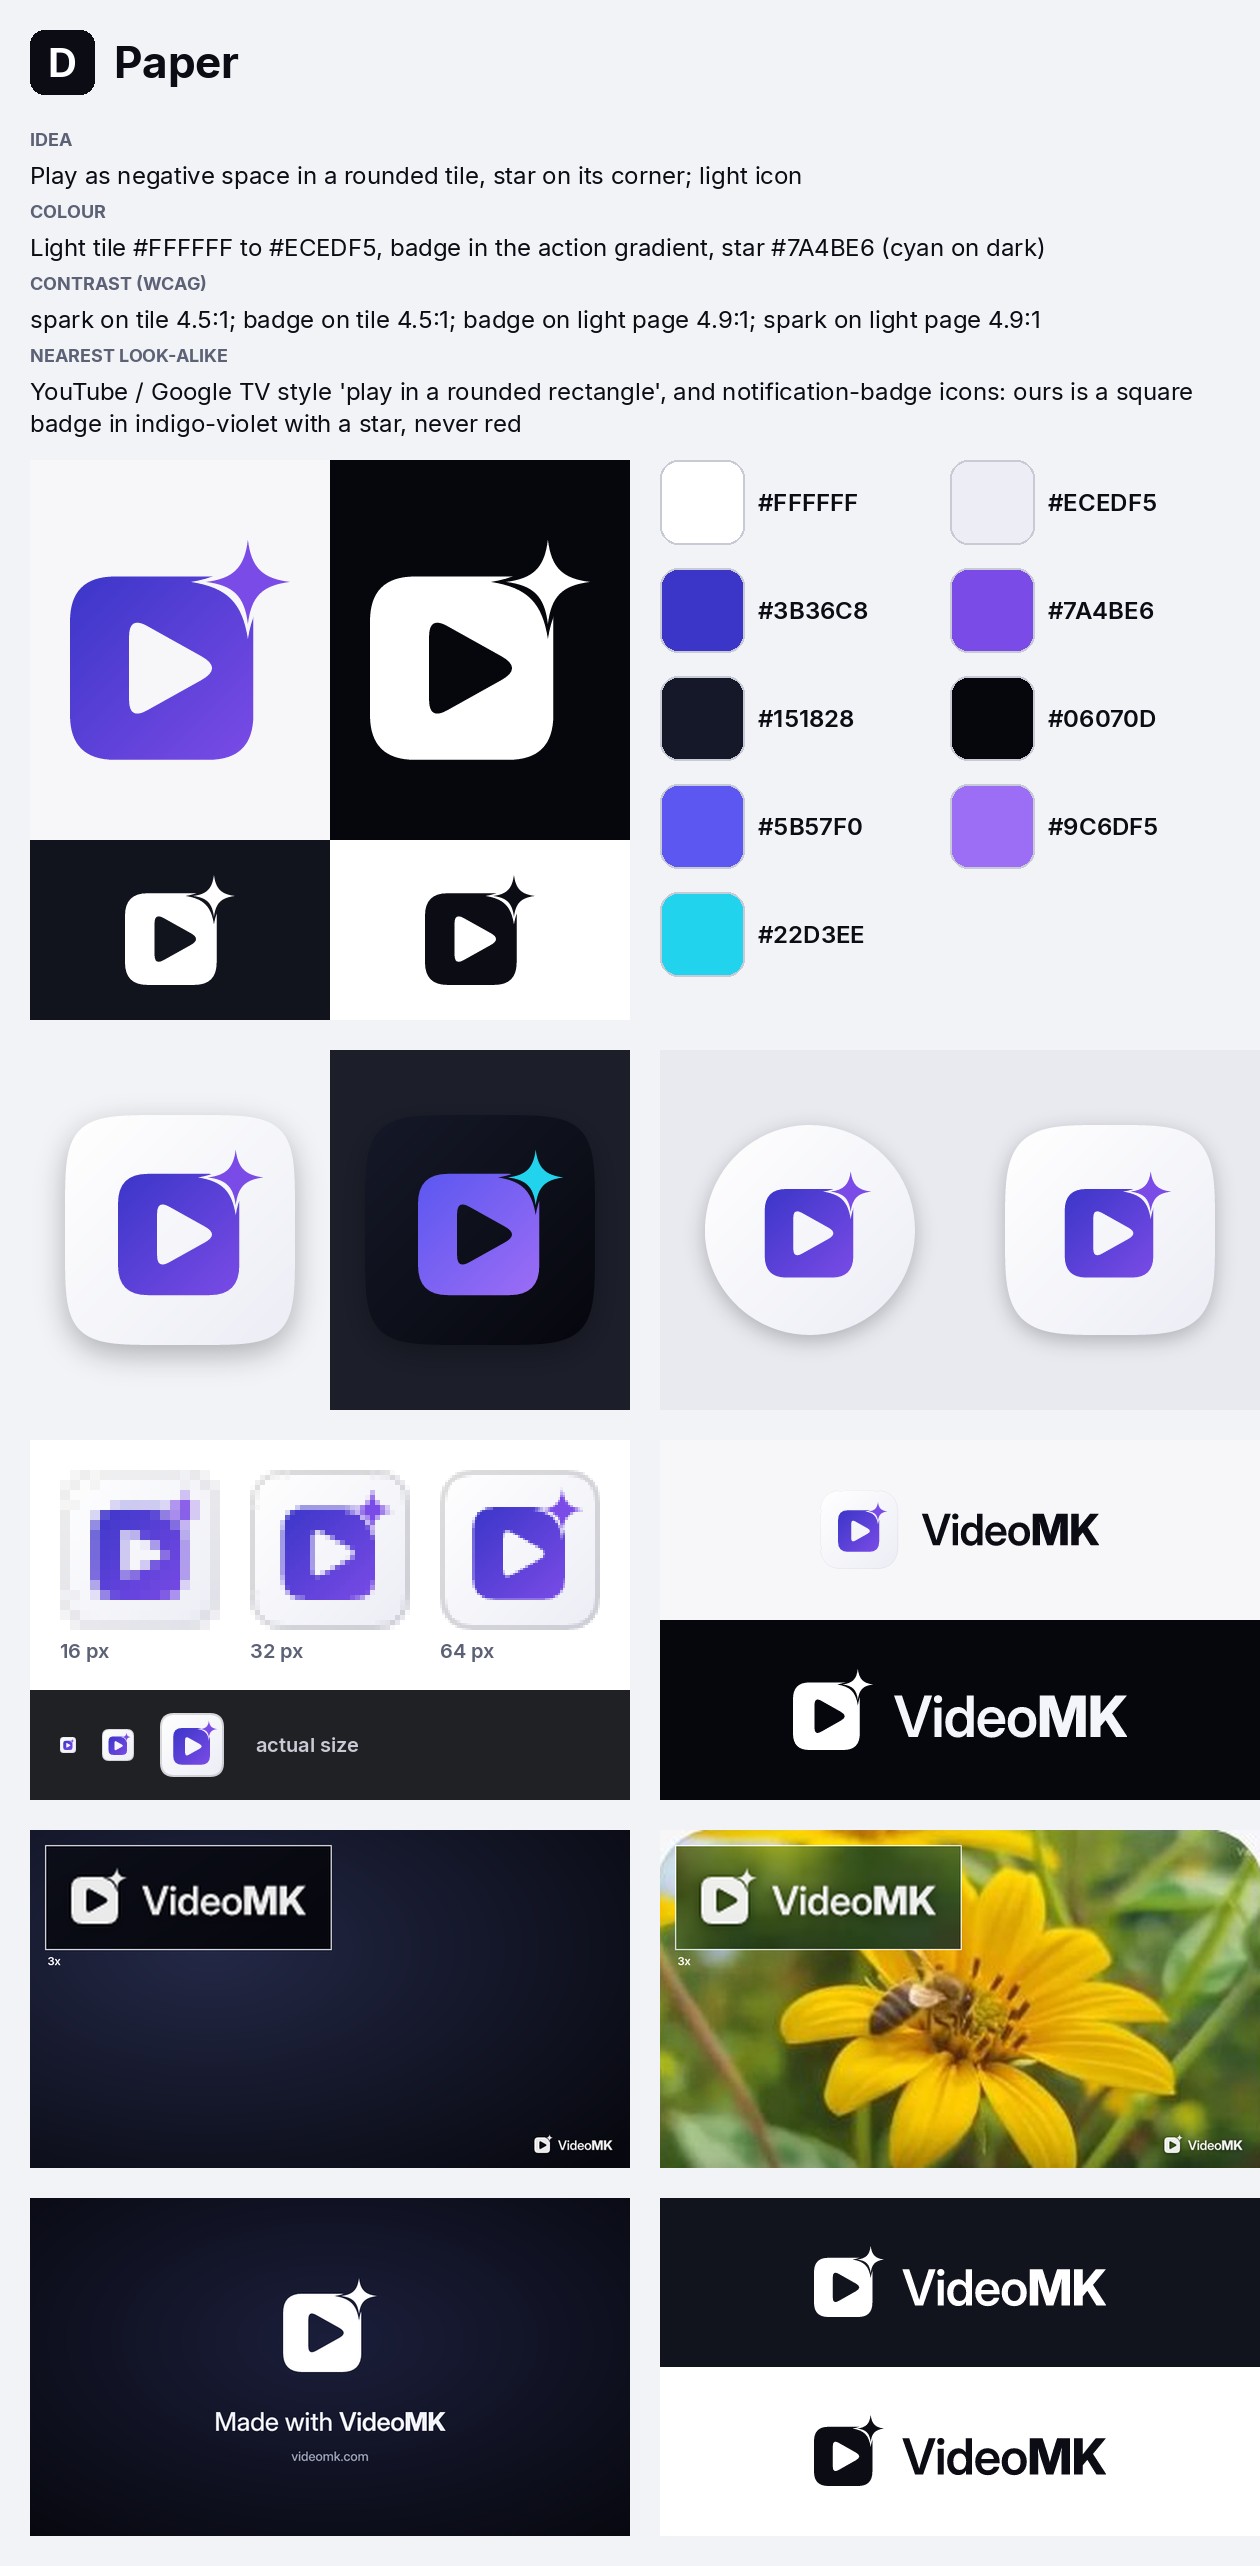 D Paper
IDEA
Play as negative space in a rounded tile, star on its corner; light icon
COLOUR
Light tile #FFFFFF to #ECEDF5, badge in the action gradient, star #7A4BE6 (cyan on dark)
CONTRAST (WCAG)
spark on tile 4.5:1; badge on tile 4.5:1; badge on light page 4.9:1; spark on light page 4.9:1
NEAREST LOOK-ALIKE
YouTube / Google TV style 'play in a rounded rectangle', and notification-badge icons: ours is a square
badge in indigo-violet with a star, never red
#FFFFFF #ECEDF5
#3B36C8 #7A4BE6
#151828 #06070D
#5B57F0 #9C6DF5
#22D3EE
16 px 32 px 64 px
actual size
VideoMK
VideoMK
VideoMK
3x
VideoMK
VideoMK
3x
VideoMK
Made with VideoMK
videomk.com
VideoMK
VideoMK